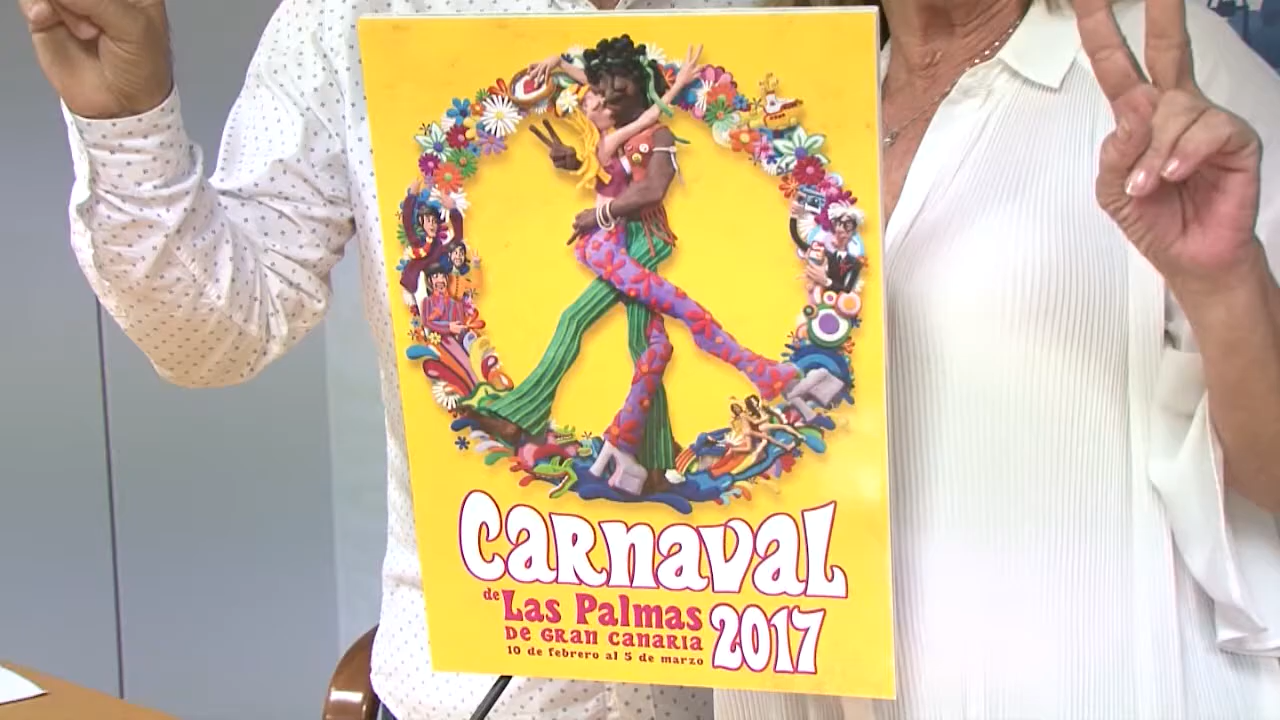 CARNAVAL
de Las Palmas
DE GRAN CANARIA
2017
10 de febrero al 5 de marzo